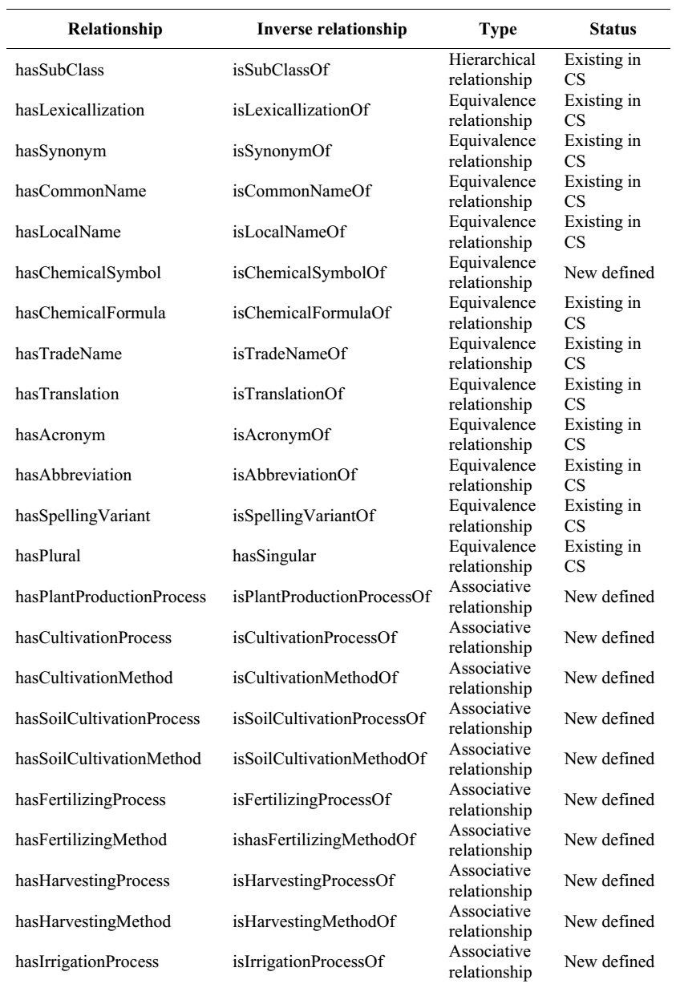 Relationship Inverse relationship Type Status
hasSubClass isSubClassOf Hierarchical relationship Existing in CS
hasLexicallization isLexicallizationOf Equivalence relationship Existing in CS
hasSynonym isSynonymOf Equivalence relationship Existing in CS
hasCommonName isCommonNameOf Equivalence relationship Existing in CS
hasLocalName isLocalNameOf Equivalence relationship Existing in CS
hasChemicalSymbol isChemicalSymbolOf Equivalence relationship New defined
hasChemicalFormula isChemicalFormulaOf Equivalence relationship Existing in CS
hasTradeName isTradeNameOf Equivalence relationship Existing in CS
hasTranslation isTranslationOf Equivalence relationship Existing in CS
hasAcronym isAcronymOf Equivalence relationship Existing in CS
hasAbbreviation isAbbreviationOf Equivalence relationship Existing in CS
hasSpellingVariant isSpellingVariantOf Equivalence relationship Existing in CS
hasPlural hasSingular Equivalence relationship Existing in CS
hasPlantProductionProcess isPlantProductionProcessOf Associative relationship New defined
hasCultivationProcess isCultivationProcessOf Associative relationship New defined
hasCultivationMethod isCultivationMethodOf Associative relationship New defined
hasSoilCultivationProcess isSoilCultivationProcessOf Associative relationship New defined
hasSoilCultivationMethod isSoilCultivationMethodOf Associative relationship New defined
hasFertilizingProcess isFertilizingProcessOf Associative relationship New defined
hasFertilizingMethod ishasFertilizingMethodOf Associative relationship New defined
hasHarvestingProcess isHarvestingProcessOf Associative relationship New defined
hasHarvestingMethod isHarvestingMethodOf Associative relationship New defined
hasIrrigationProcess isIrrigationProcessOf Associative relationship New defined